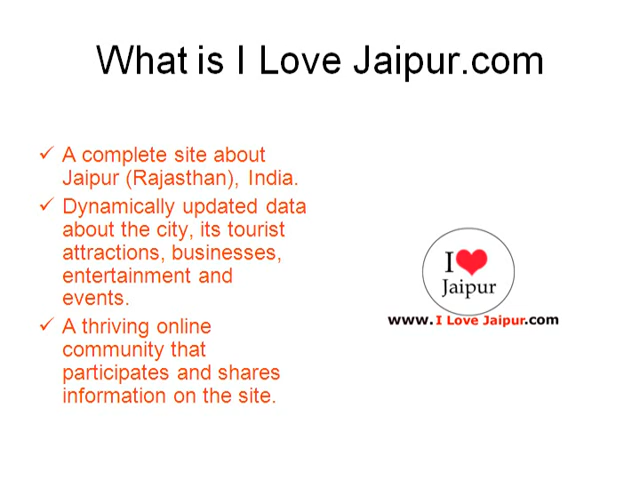 What is I Love Jaipur.com
A complete site about
Jaipur (Rajasthan), India.
Dynamically updated data
about the city, its tourist
attractions, businesses,
entertainment and
events.
A thriving online
community that
participates and shares
information on the site.
I
Jaipur
www.I Love Jaipur.com